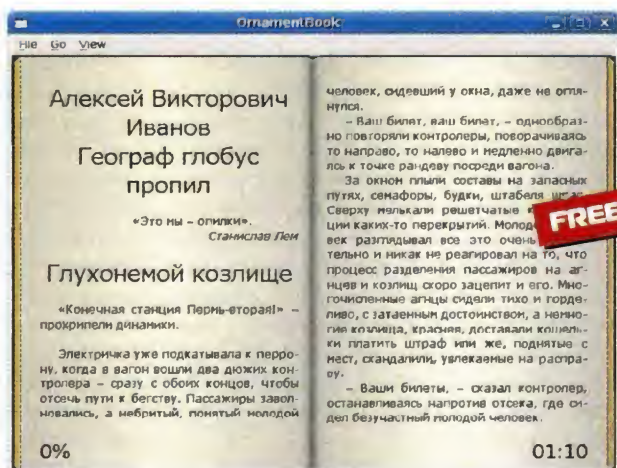 OrnamentBook
File Go View
Алексей Викторович
Иванов
Географ глобус
пропил
«Это мы – опилки».
Станислав Лем
Глухонемой козлище
«Конечная станция Пермь-вторая!» –
прохрипели динамики.
Электричка уже подкатывала к перро-
ну, когда в вагон вошли два дюжих кон-
тролера – сразу с обоих концов, чтобы
отсечь пути к бегству. Пассажиры завол-
новались, а небритый, помятый молодой
0%
человек, сидевший у окна, даже не огля-
нулся.
– Ваш билет, ваш билет, – однообраз-
но повторяли контролеры, поворачиваясь
то направо, то налево и медленно двига-
ясь к точке рандеву посреди вагона.
За окном плыли составы на запасных
путях, семафоры, будки, штабеля
Сверху мелькали решетчатые
ции каких-то перекрытий. Молод
век разглядывал все это очень
тельно и никак не реагировал на то, что
процесс разделения пассажиров на аг-
нцев и козлищ скоро зацепит и его. Мно-
гочисленные агнцы сидели тихо и горде-
ливо, с затаенным достоинством, а немно-
гие козлища, краснея, доставали кошель-
ки платить штраф или же, поднятые с
мест, скандалили, увлекаемые на распра-
ву.
– Ваши билеты, – сказал контролер,
останавливаясь напротив отсека, где си-
дел безучастный молодой человек.
01:10
FREE